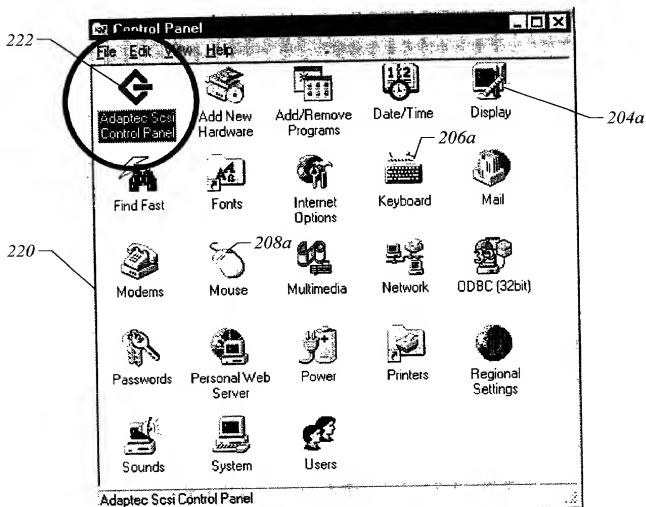 Control Panel
222
File Edit View Help
Adaptec Scsi
Control Panel
Add New
Hardware
Add/Remove
Programs
Date/Time
Display
204a
206a
Find Fast
Fonts
Internet
Options
Keyboard
Mail
220
208a
Modems
Mouse
Multimedia
Network
ODBC (32bit)
Passwords
Personal Web
Server
Power
Printers
Regional
Settings
Sounds
System
Users
Adaptec Scsi Control Panel